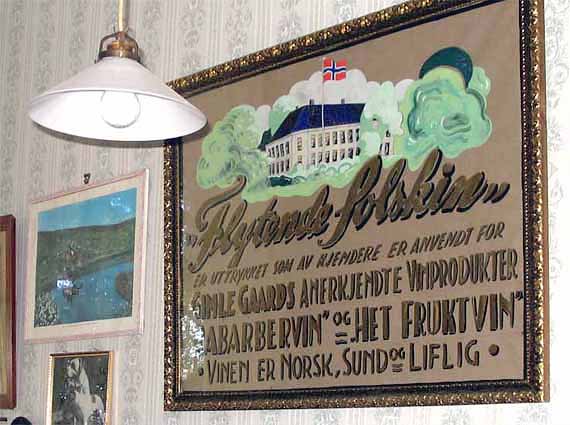 „Flytende Solskin„
ER UTTRYKKET SOM AV KJENDERE ER ANVENDT FOR
GIMLE GAARDS ANERKJENDTE VINPRODUKTER
RABARBERVIN” OG „HET FRUKTVIN”
• VINEN ER NORSK, SUND OG LIFLIG •